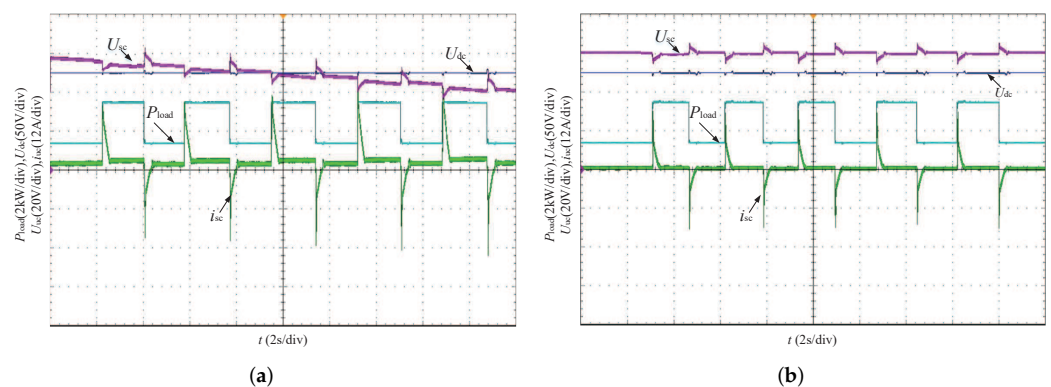 P_load(2kW/div),U_dc(50V/div)
U_sc(20V/div),i_sc(12A/div)
U_sc
U_dc
P_load
i_sc
t (2s/div)
(a)
P_load(2kW/div),U_dc(50V/div)
U_sc(20V/div),i_sc(12A/div)
U_sc
U_dc
P_load
i_sc
t (2s/div)
(b)